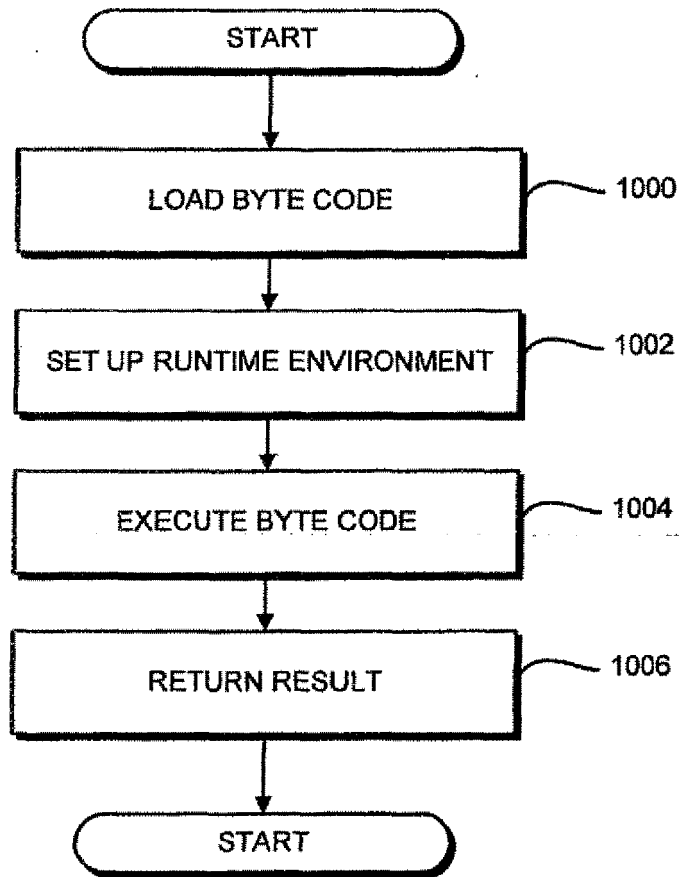 START
LOAD BYTE CODE
1000
SET UP RUNTIME ENVIRONMENT
1002
EXECUTE BYTE CODE
1004
RETURN RESULT
1006
START